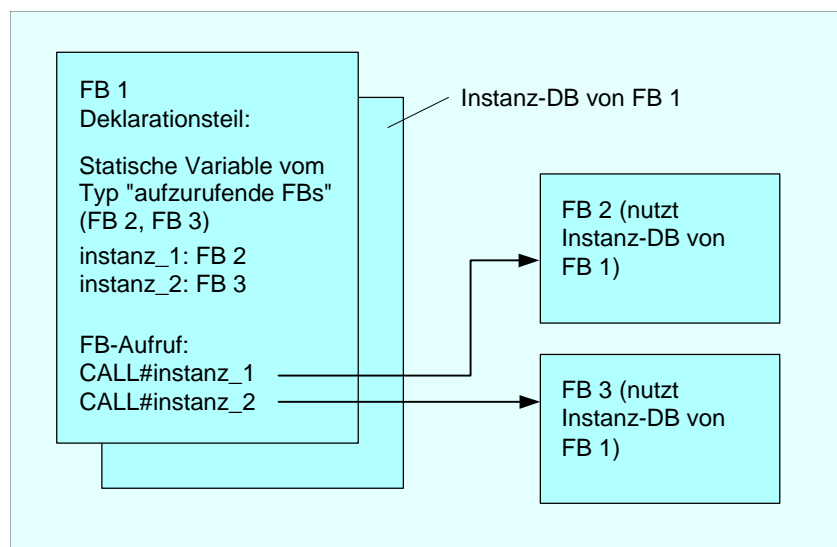 FB 1
Deklarationsteil:
Statische Variable vom
Typ "aufzurufende FBs"
(FB 2, FB 3)
instanz_1: FB 2
instanz_2: FB 3
FB-Aufruf:
CALL#instanz_1
CALL#instanz_2
Instanz-DB von FB 1
FB 2 (nutzt
Instanz-DB von
FB 1)
FB 3 (nutzt
Instanz-DB von
FB 1)